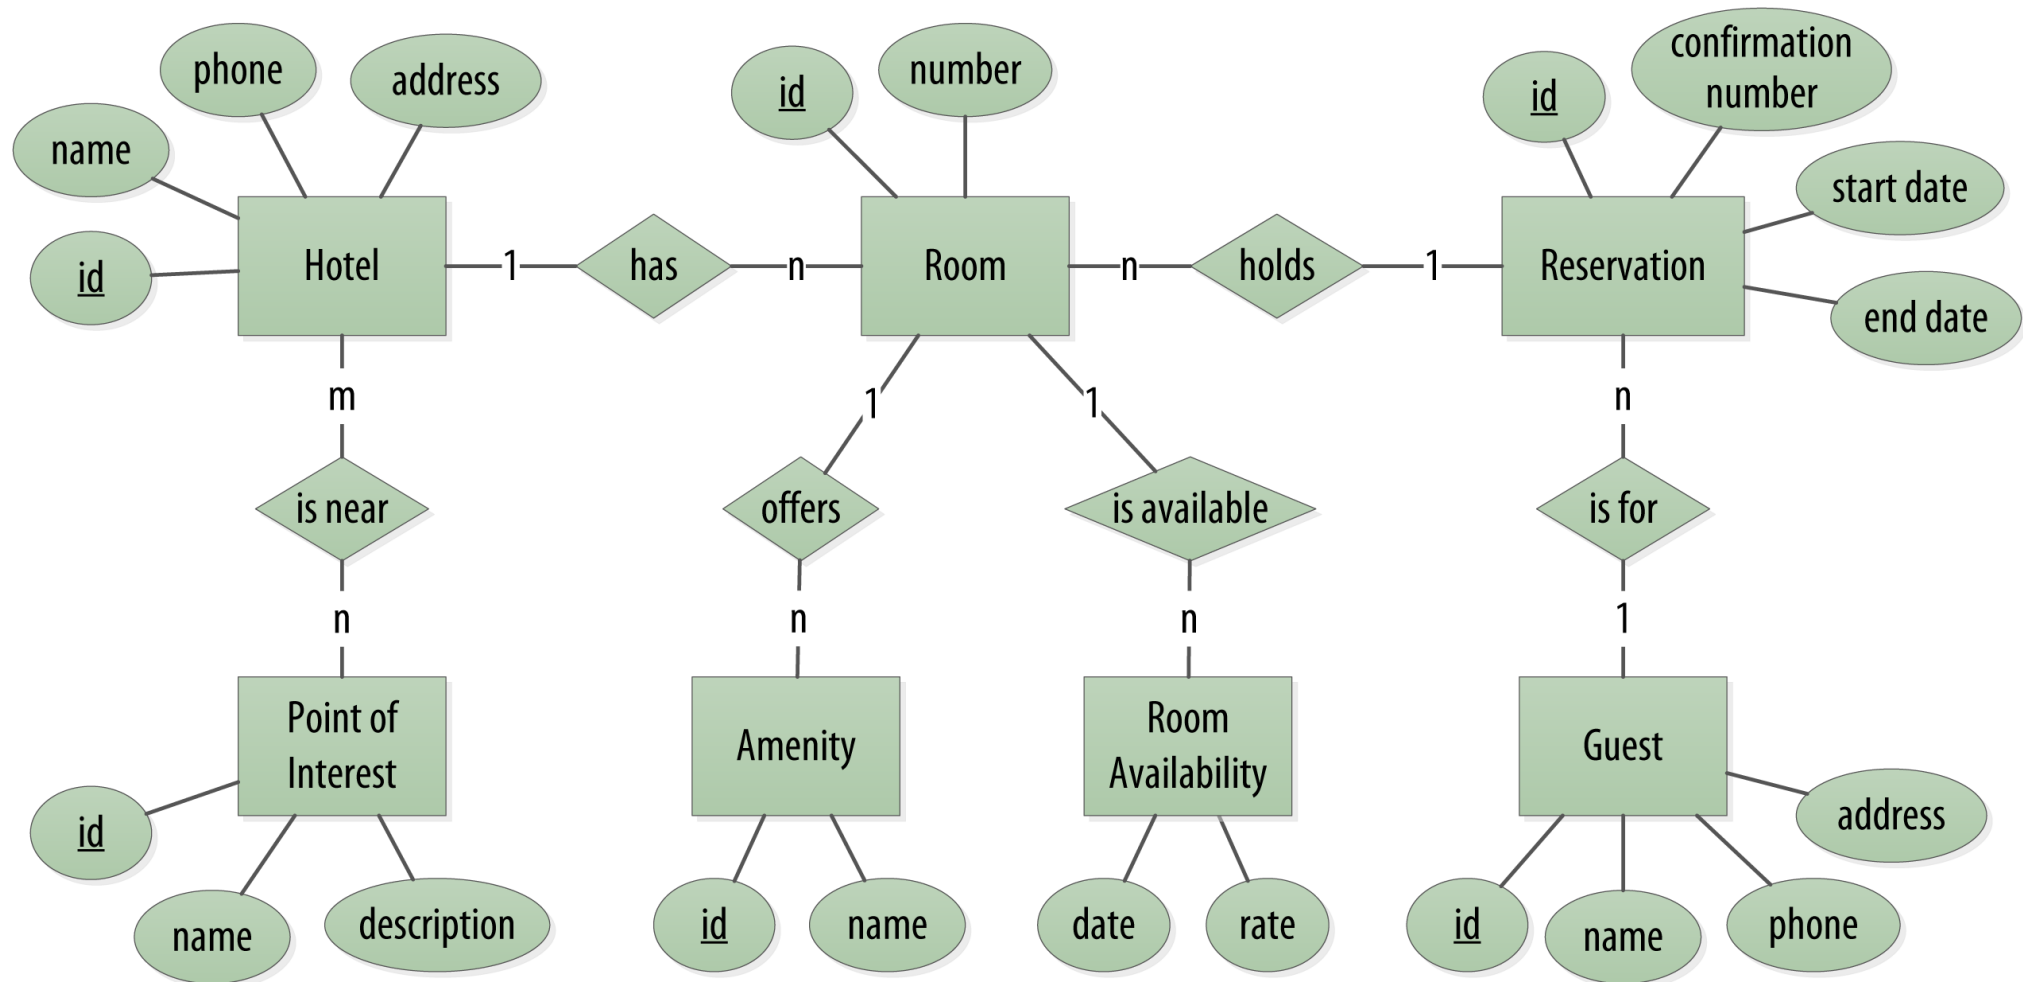 phone
address
name
id
Hotel
1
has
n
id
number
Room
n
holds
1
id
confirmation
number
start date
end date
Reservation
m
is near
n
1
offers
n
1
is available
n
n
is for
1
Point of
Interest
id
name
description
Amenity
id
name
Room
Availability
date
rate
Guest
address
id
name
phone